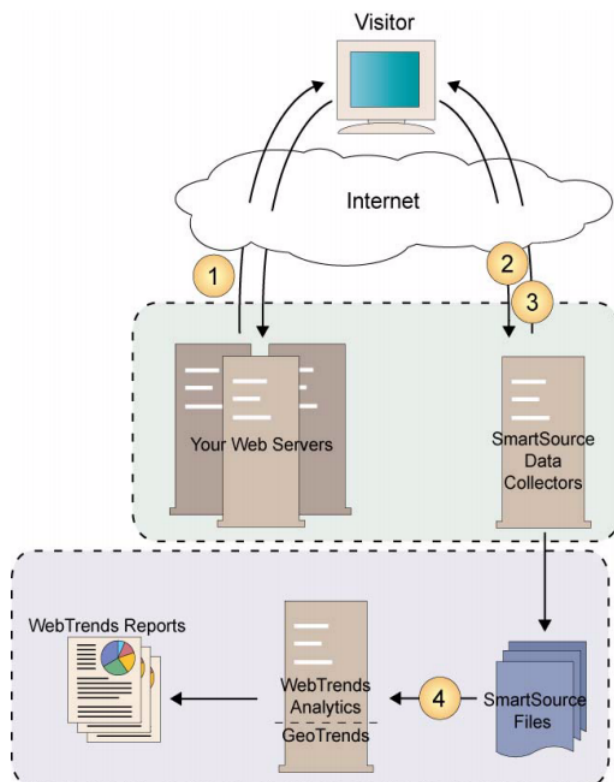 Visitor
Internet
1
2
3
Your Web Servers
SmartSource
Data
Collectors
WebTrends Reports
WebTrends
Analytics
GeoTrends
4
SmartSource
Files